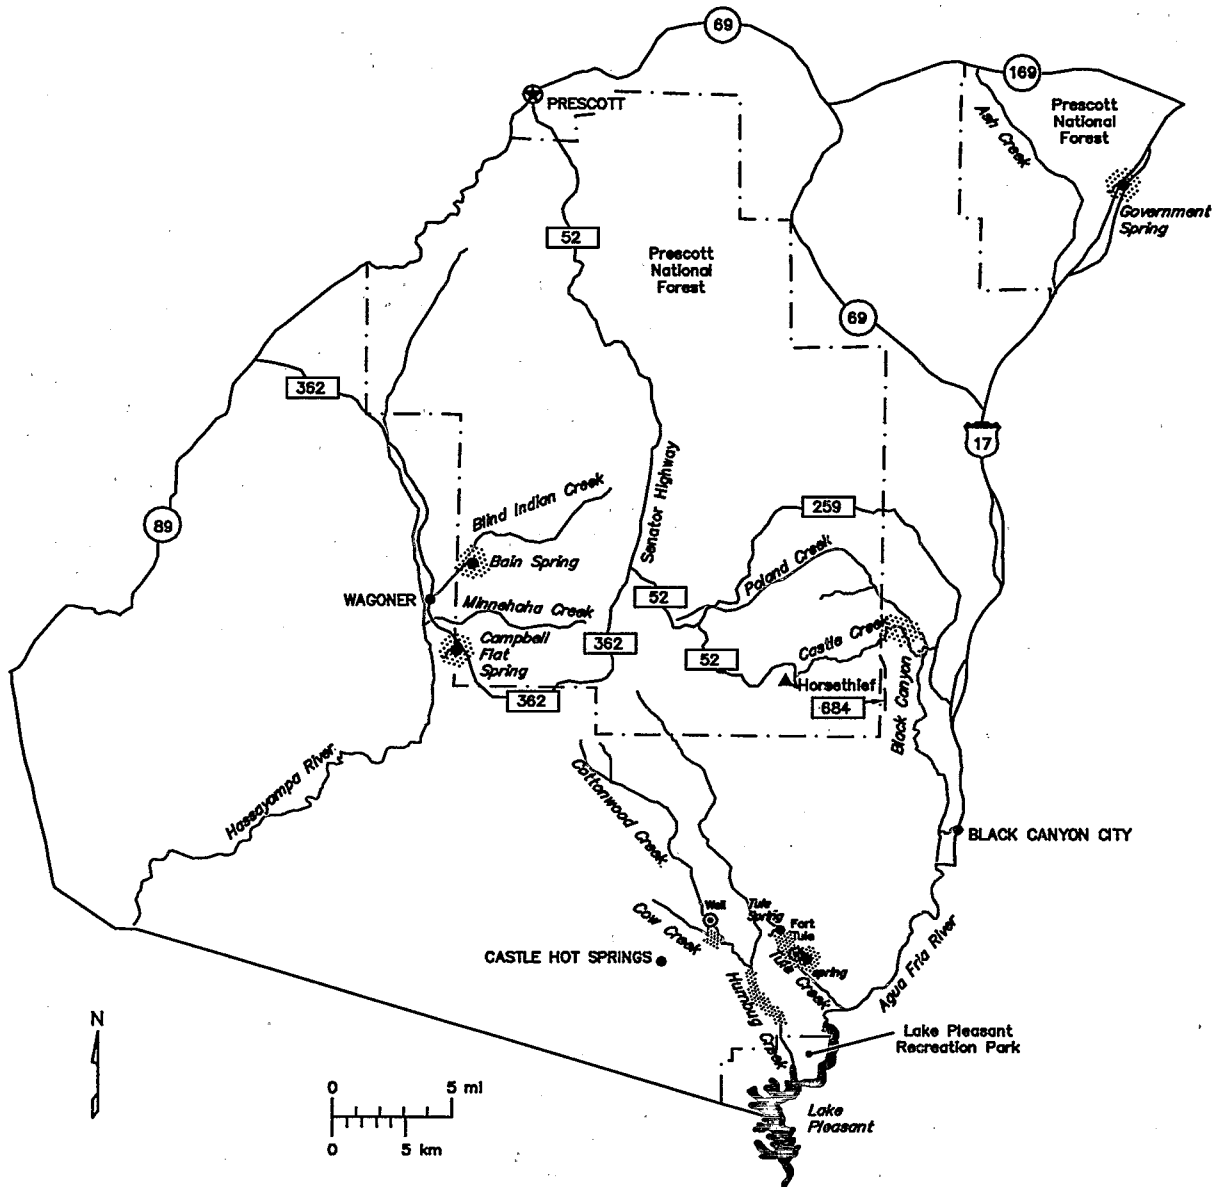 69
169
PRESCOTT
Prescott
National
Forest
Ash Creek
Government
Spring
52
Prescott
National
Forest
69
362
17
Senator Highway
89
Blind Indian Creek
259
Bain Spring
Poland Creek
WAGONER
Minnehaha Creek
52
Campbell
Flat
Spring
362
Castle Creek
52
Horsethief
362
684
Black Canyon
Hassayampa River
Cottonwood Creek
BLACK CANYON CITY
Well
Tule
Spring
Fort
Tule
Cow Creek
CASTLE HOT SPRINGS
spring
Tule Creek
Agua Fria River
Humbug Creek
N
Lake Pleasant
Recreation Park
0 5 mi
0 5 km
Lake
Pleasant